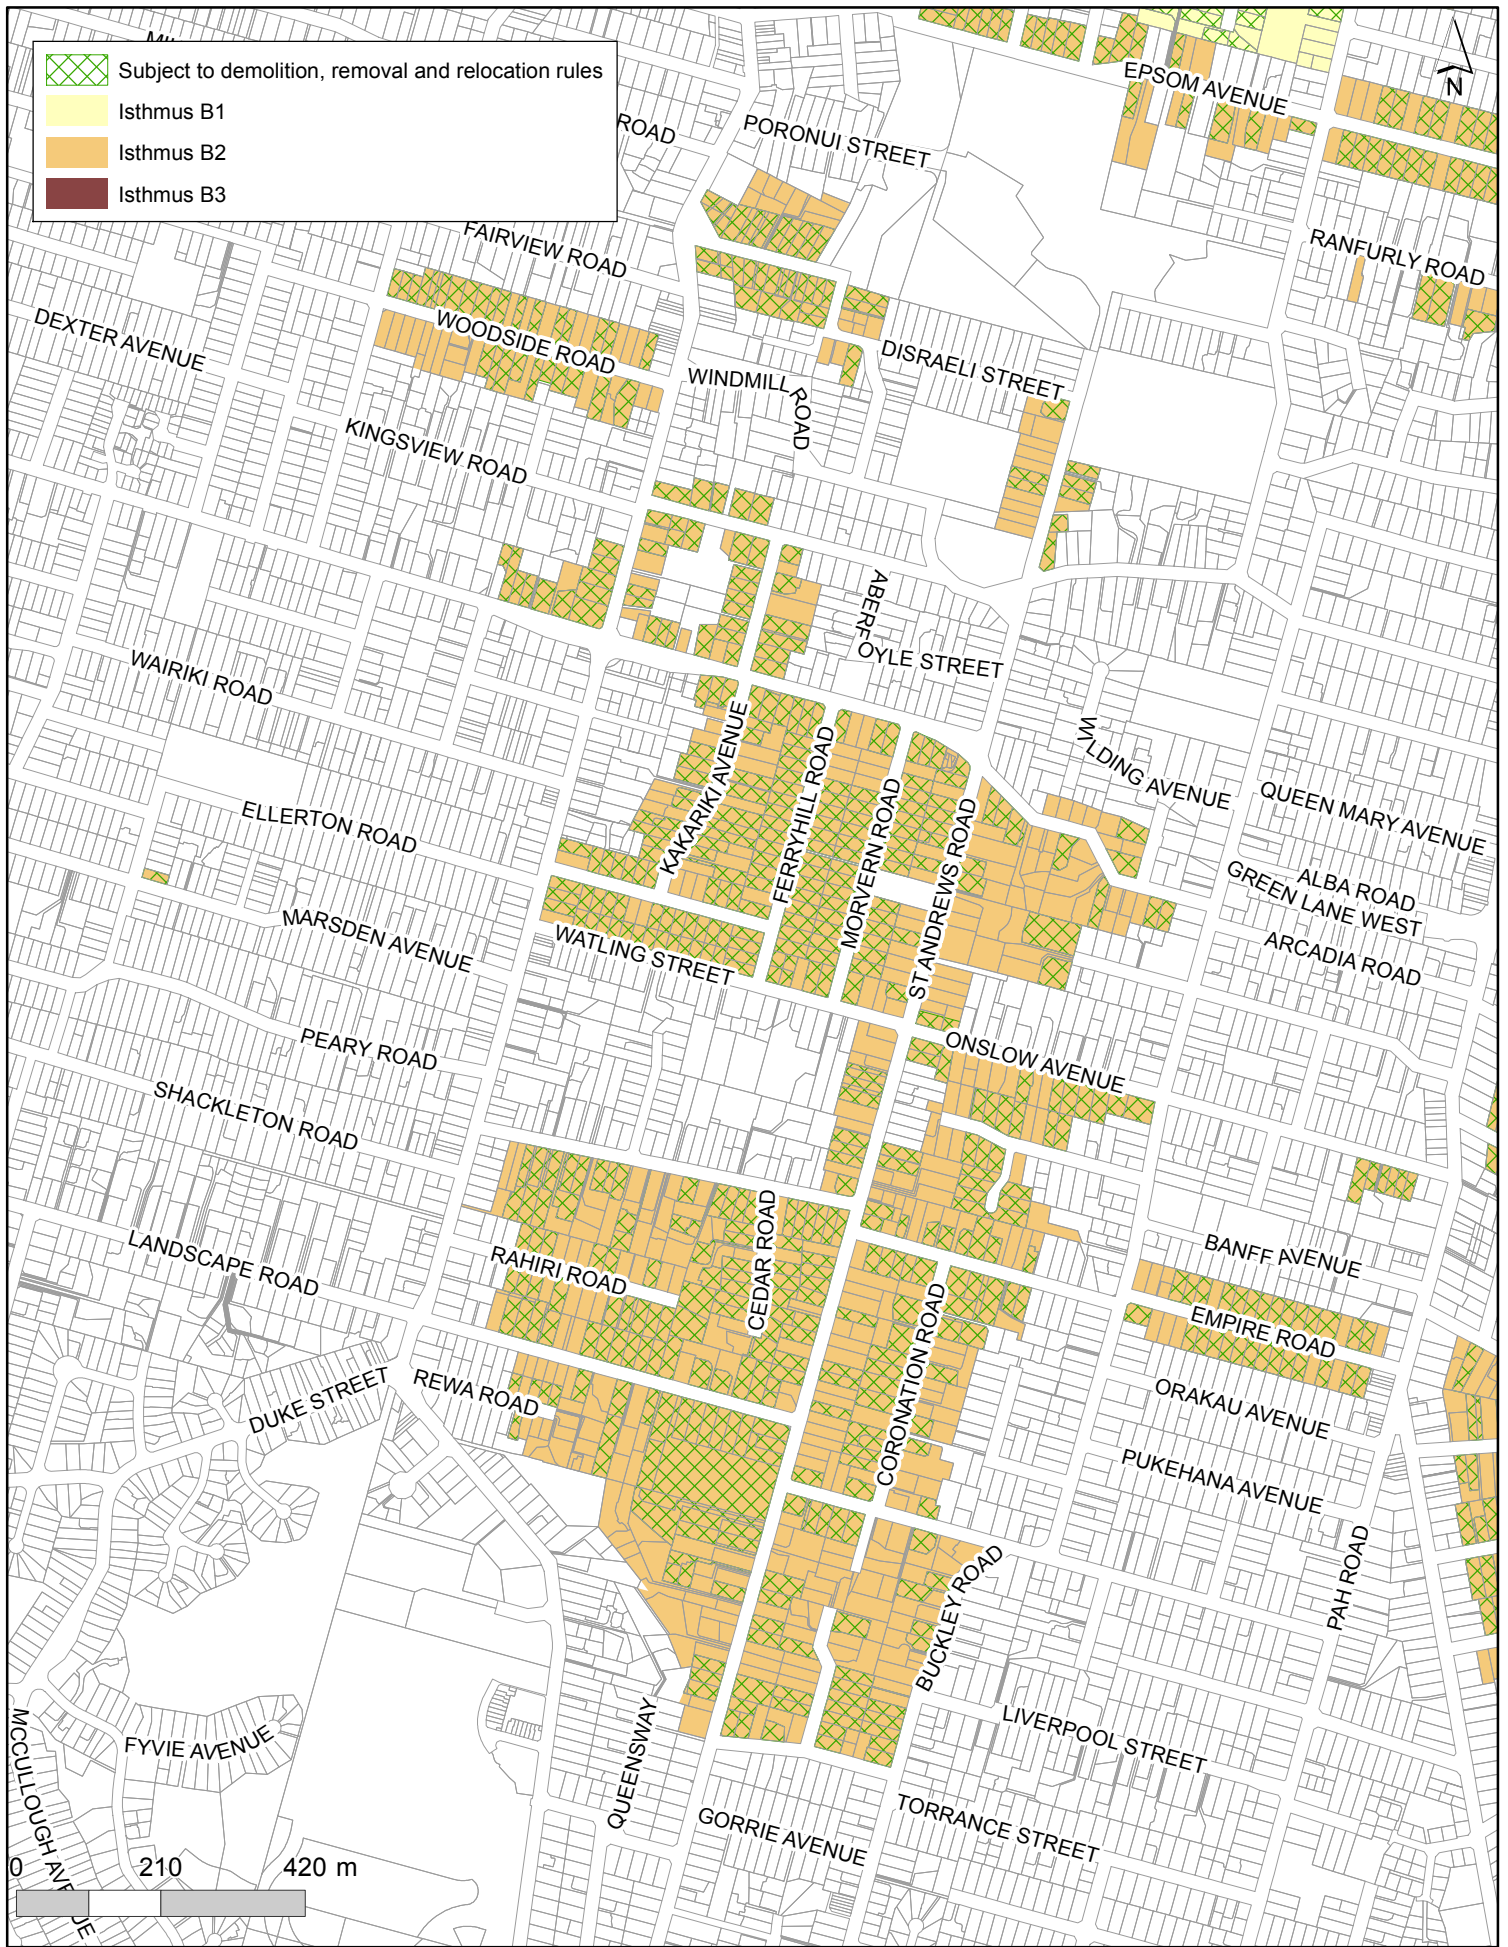 Subject to demolition, removal and relocation rules
Isthmus B1
Isthmus B2
Isthmus B3
N
EPSOM AVENUE
ROAD
PORONUI STREET
FAIRVIEW ROAD
RANFURLY ROAD
DEXTER AVENUE
WOODSIDE ROAD
WINDMILL ROAD
DISRAELI STREET
KINGSVIEW ROAD
ABERFOYLE STREET
WAIRIKI ROAD
KAKARIKI AVENUE
FERRYHILL ROAD
MORVERN ROAD
ST ANDREWS ROAD
WILDING AVENUE
QUEEN MARY AVENUE
ELLERTON ROAD
ALBA ROAD
GREEN LANE WEST
MARSDEN AVENUE
WATLING STREET
ARCADIA ROAD
PEARY ROAD
ONSLOW AVENUE
SHACKLETON ROAD
CEDAR ROAD
LANDSCAPE ROAD
RAHIRI ROAD
BANFF AVENUE
EMPIRE ROAD
CORONATION ROAD
DUKE STREET
REWA ROAD
ORAKAU AVENUE
PUKEHANA AVENUE
PAH ROAD
BUCKLEY ROAD
QUEENSWAY
LIVERPOOL STREET
MCCULLOUGH AVENUE
FYVIE AVENUE
GORRIE AVENUE
TORRANCE STREET
0 210 420 m